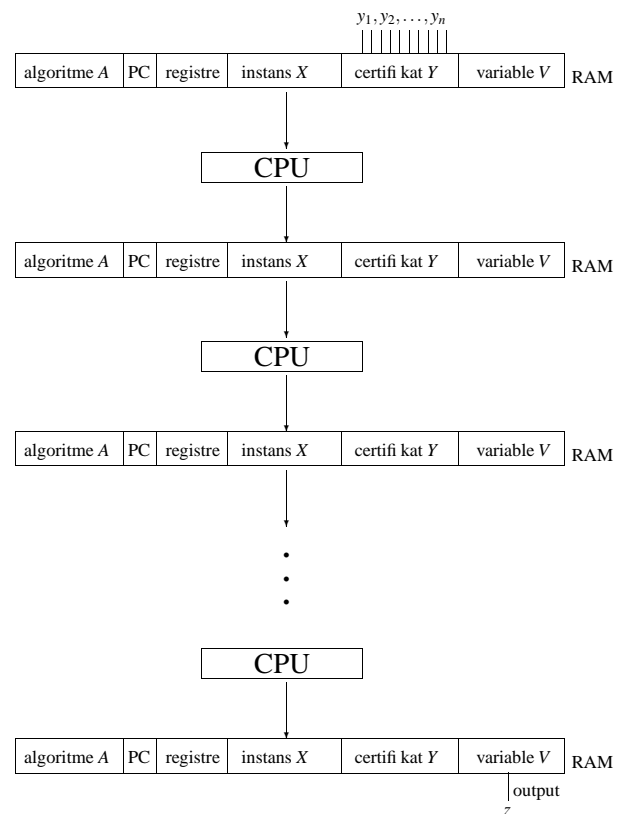 y1, y2, ..., yn
algoritme A PC registre instans X certifi kat Y variable V RAM
CPU
algoritme A PC registre instans X certifi kat Y variable V RAM
CPU
algoritme A PC registre instans X certifi kat Y variable V RAM
CPU
algoritme A PC registre instans X certifi kat Y variable V RAM
output
z